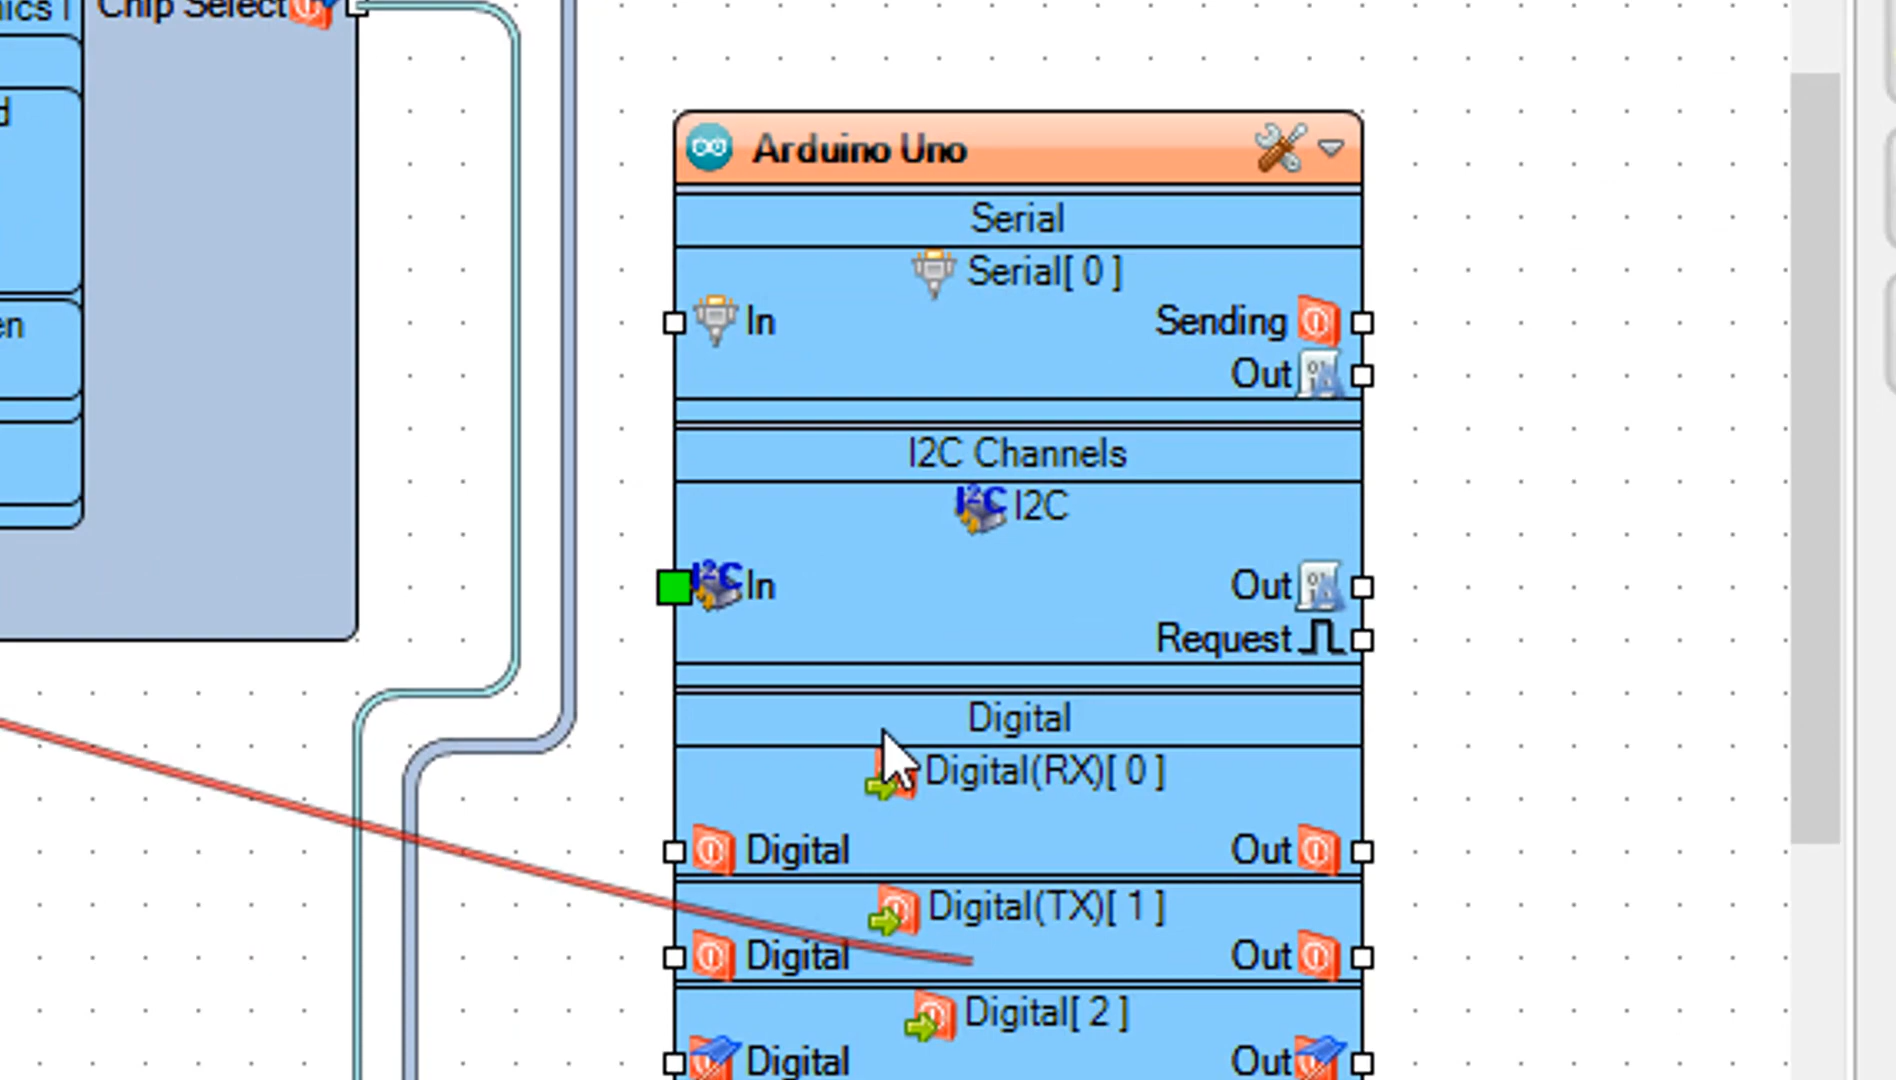 Chip Select
Arduino Uno
Serial
Serial[ 0 ]
In
Sending
Out
I2C Channels
I2C
In
Out
Request
Digital
Digital(RX)[ 0 ]
Digital
Out
Digital(TX)[ 1 ]
Digital
Out
Digital[ 2 ]
Digital
Out